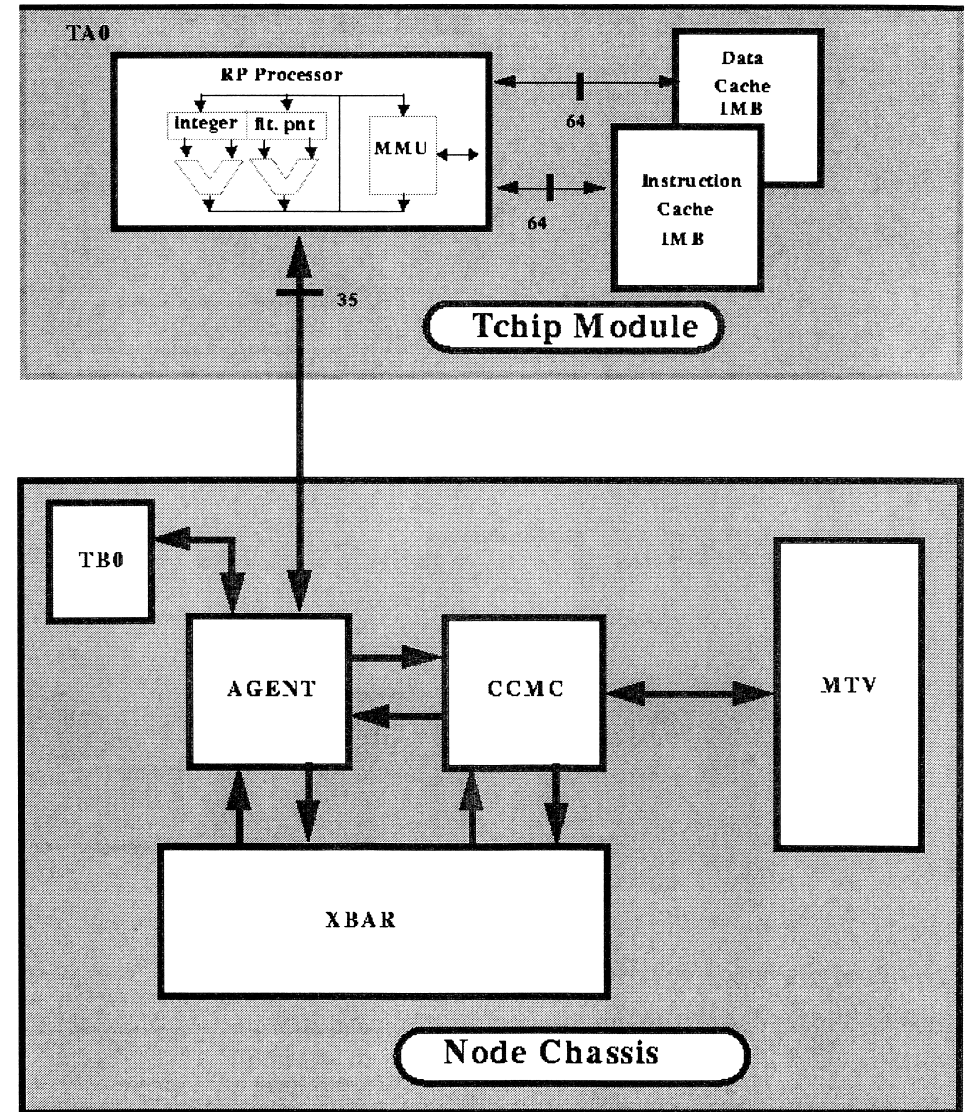 TA0
RP Processor
integer
flt. pnt
MMU
64
Data
Cache
1MB
64
Instruction
Cache
1MB
35
Tchip Module
TB0
AGENT
CCMC
MTV
XBAR
Node Chassis